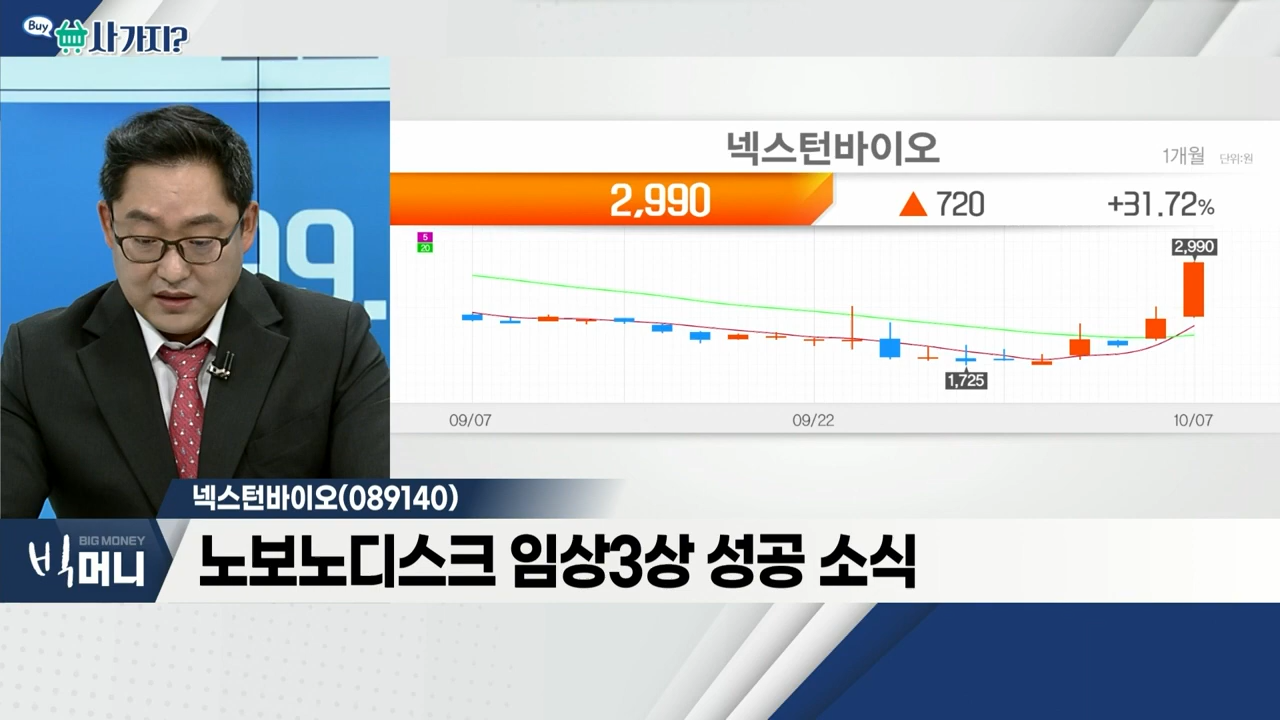 Buy
사가지?
넥스턴바이오
1개월 단위:원
2,990 ▲ 720 +31.72%
5
20
2,990
1,725
09/07 09/22 10/07
99.
넥스턴바이오(089140)
BIG MONEY
빅머니
노보노디스크 임상3상 성공 소식